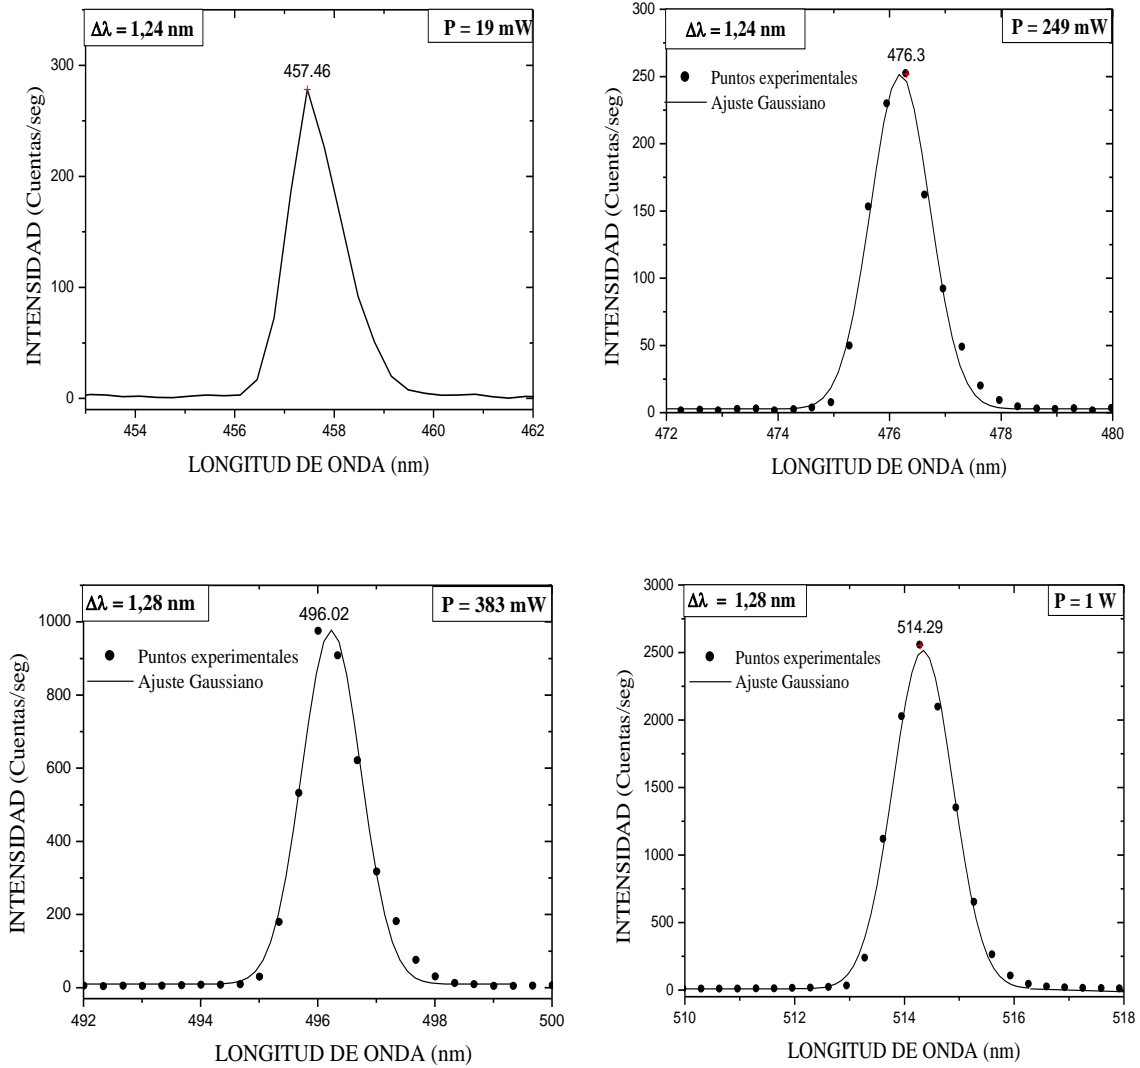 Δλ = 1,24 nm
P = 19 mW
457.46
300
200
100
0
454
456
458
460
462
INTENSIDAD (Cuentas/seg)
LONGITUD DE ONDA (nm)
Δλ = 1,24 nm
P = 249 mW
476.3
Puntos experimentales
Ajuste Gaussiano
300
250
200
150
100
50
0
472
474
476
478
480
INTENSIDAD (Cuentas/seg)
LONGITUD DE ONDA (nm)
Δλ = 1,28 nm
P = 383 mW
496.02
Puntos experimentales
Ajuste Gaussiano
1000
800
600
400
200
0
492
494
496
498
500
INTENSIDAD (Cuentas/seg)
LONGITUD DE ONDA (nm)
Δλ = 1,28 nm
P = 1 W
514.29
Puntos experimentales
Ajuste Gaussiano
3000
2500
2000
1500
1000
500
0
510
512
514
516
518
INTENSIDAD (Cuentas/seg)
LONGITUD DE ONDA (nm)